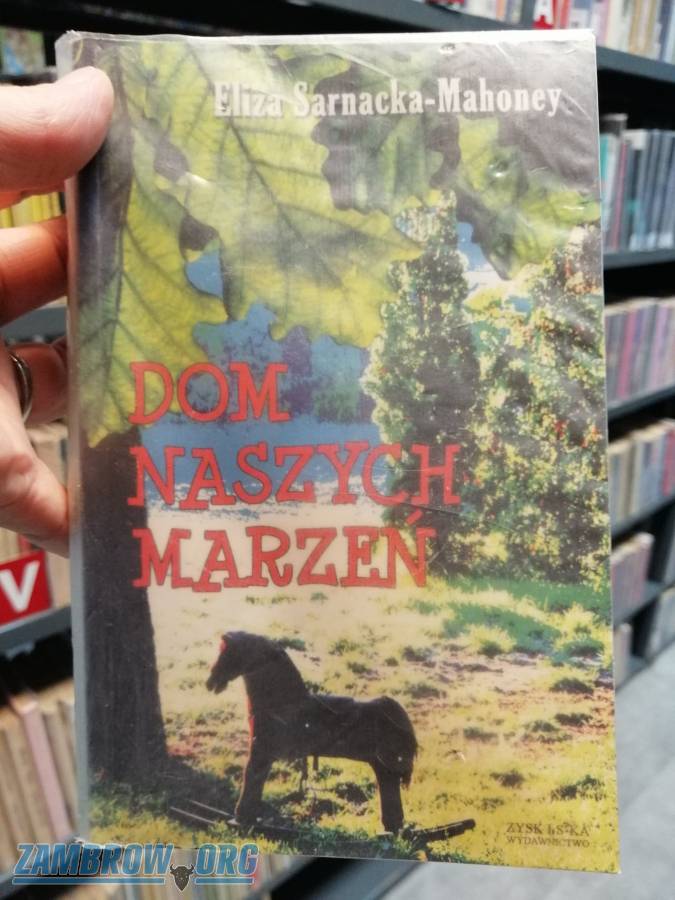 A
Eliza Sarnacka-Mahoney
DOM
NASZYCH
MARZEŃ
V
ZYSK I S-KA
WYDAWNICTWO
ZAMBROW.ORG